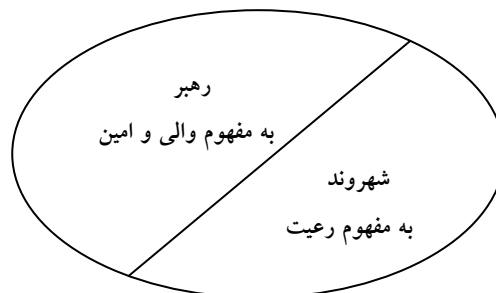 رهبر
به مفهوم والی و امین
شهروند
به مفهوم رعیت